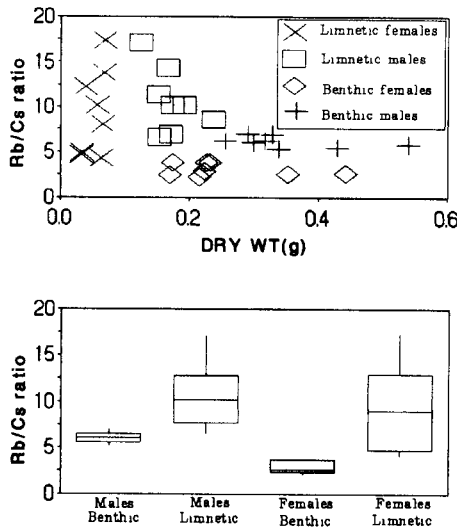 20
15
10
5
0
Rb/Cs ratio
Limnetic females
Limnetic males
Benthic females
Benthic males
0.0 0.2 0.4 0.6
DRY WT(g)
20
15
10
5
0
Rb/Cs ratio
Males Males Females Females
Benthic Limnetic Benthic Limnetic